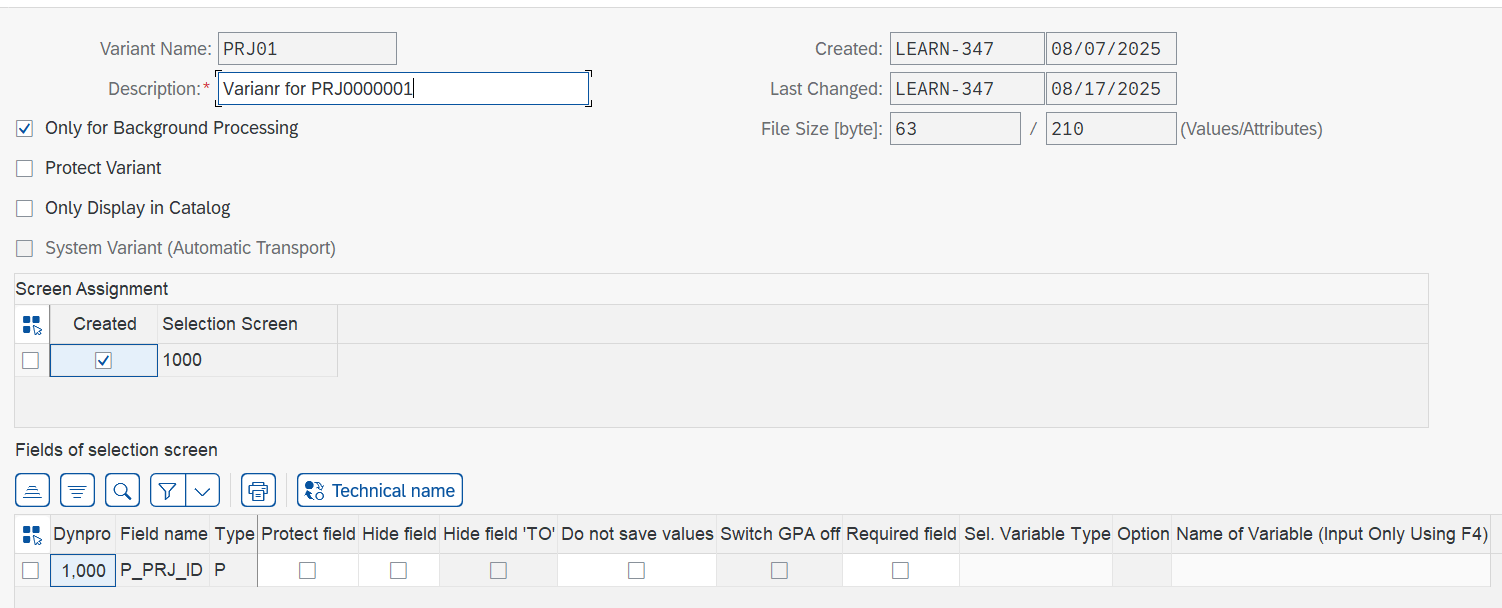 Variant Name: PRJ01 Created: LEARN-347 08/07/2025
Description:* Varianr for PRJ0000001 Last Changed: LEARN-347 08/17/2025
Only for Background Processing File Size [byte]: 63 / 210 (Values/Attributes)
Protect Variant
Only Display in Catalog
System Variant (Automatic Transport)
Screen Assignment
Created Selection Screen
1000
Fields of selection screen
Technical name
Dynpro Field name Type Protect field Hide field Hide field 'TO' Do not save values Switch GPA off Required field Sel. Variable Type Option Name of Variable (Input Only Using F4)
1,000 P_PRJ_ID P